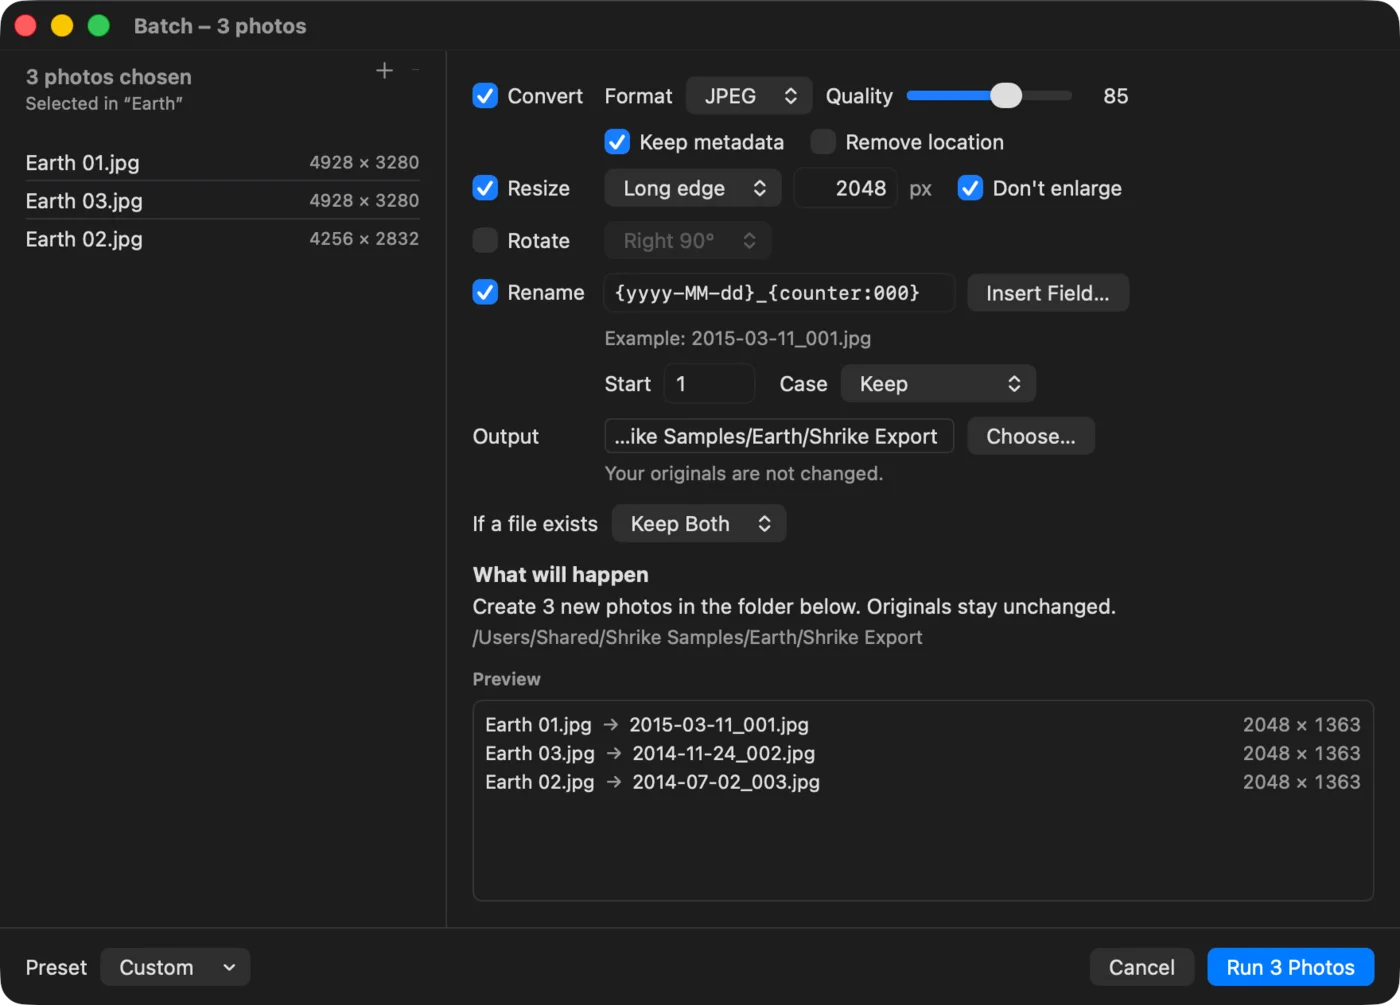 Batch – 3 photos
3 photos chosen
Selected in “Earth”
Earth 01.jpg 4928 × 3280
Earth 03.jpg 4928 × 3280
Earth 02.jpg 4256 × 2832
Convert Format JPEG Quality 85
Keep metadata Remove location
Resize Long edge 2048 px Don't enlarge
Rotate Right 90°
Rename {yyyy-MM-dd}_{counter:000} Insert Field...
Example: 2015-03-11_001.jpg
Start 1 Case Keep
Output ...ike Samples/Earth/Shrike Export Choose...
Your originals are not changed.
If a file exists Keep Both
What will happen
Create 3 new photos in the folder below. Originals stay unchanged.
/Users/Shared/Shrike Samples/Earth/Shrike Export
Preview
Earth 01.jpg → 2015-03-11_001.jpg 2048 × 1363
Earth 03.jpg → 2014-11-24_002.jpg 2048 × 1363
Earth 02.jpg → 2014-07-02_003.jpg 2048 × 1363
Preset Custom Cancel Run 3 Photos